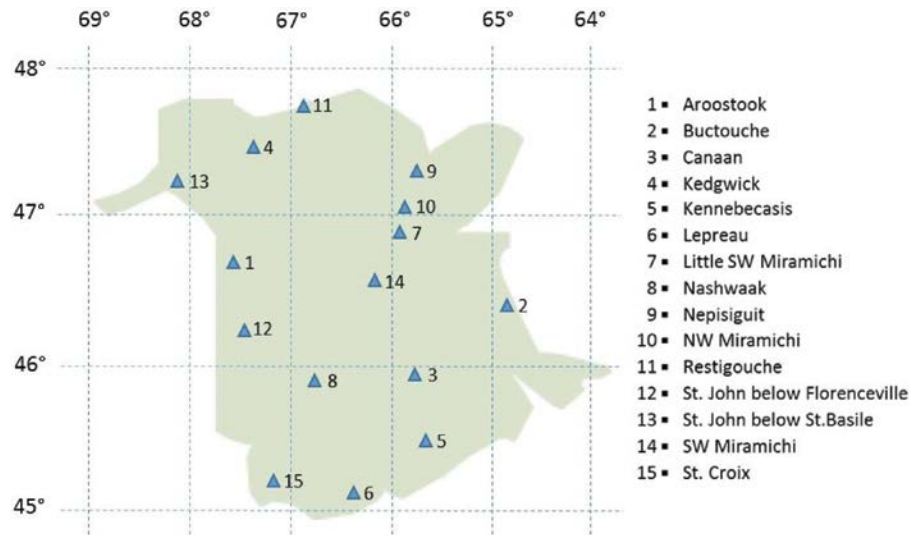 69° 68° 67° 66° 65° 64°
48°
11
1 ▪ Aroostook
4
2 ▪ Buctouche
3 ▪ Canaan
9
4 ▪ Kedgwick
13
10
5 ▪ Kennebecasis
47°
7
6 ▪ Lepreau
1
7 ▪ Little SW Miramichi
14
8 ▪ Nashwaak
2
9 ▪ Nepisiguit
12
10 ▪ NW Miramichi
46°
11 ▪ Restigouche
8
3
12 ▪ St. John below Florenceville
13 ▪ St. John below St.Basile
5
14 ▪ SW Miramichi
15
15 ▪ St. Croix
6
45°